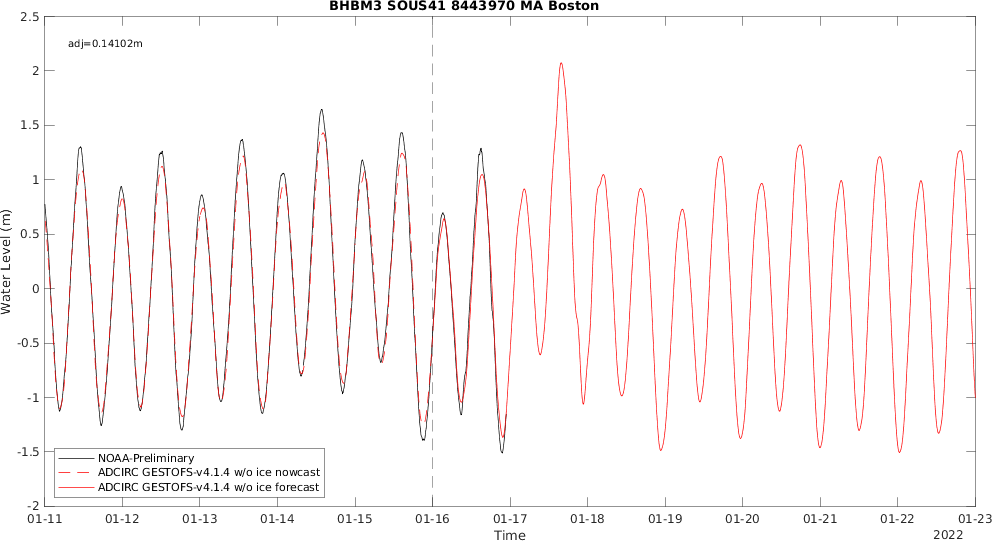 BHBM3 SOUS41 8443970 MA Boston
adj=0.14102m
2.5
2
1.5
1
0.5
0
-0.5
-1
-1.5
-2
Water Level (m)
NOAA-Preliminary
ADCIRC GESTOFS-v4.1.4 w/o ice nowcast
ADCIRC GESTOFS-v4.1.4 w/o ice forecast
01-11 01-12 01-13 01-14 01-15 01-16 01-17 01-18 01-19 01-20 01-21 01-22 01-23
Time
2022